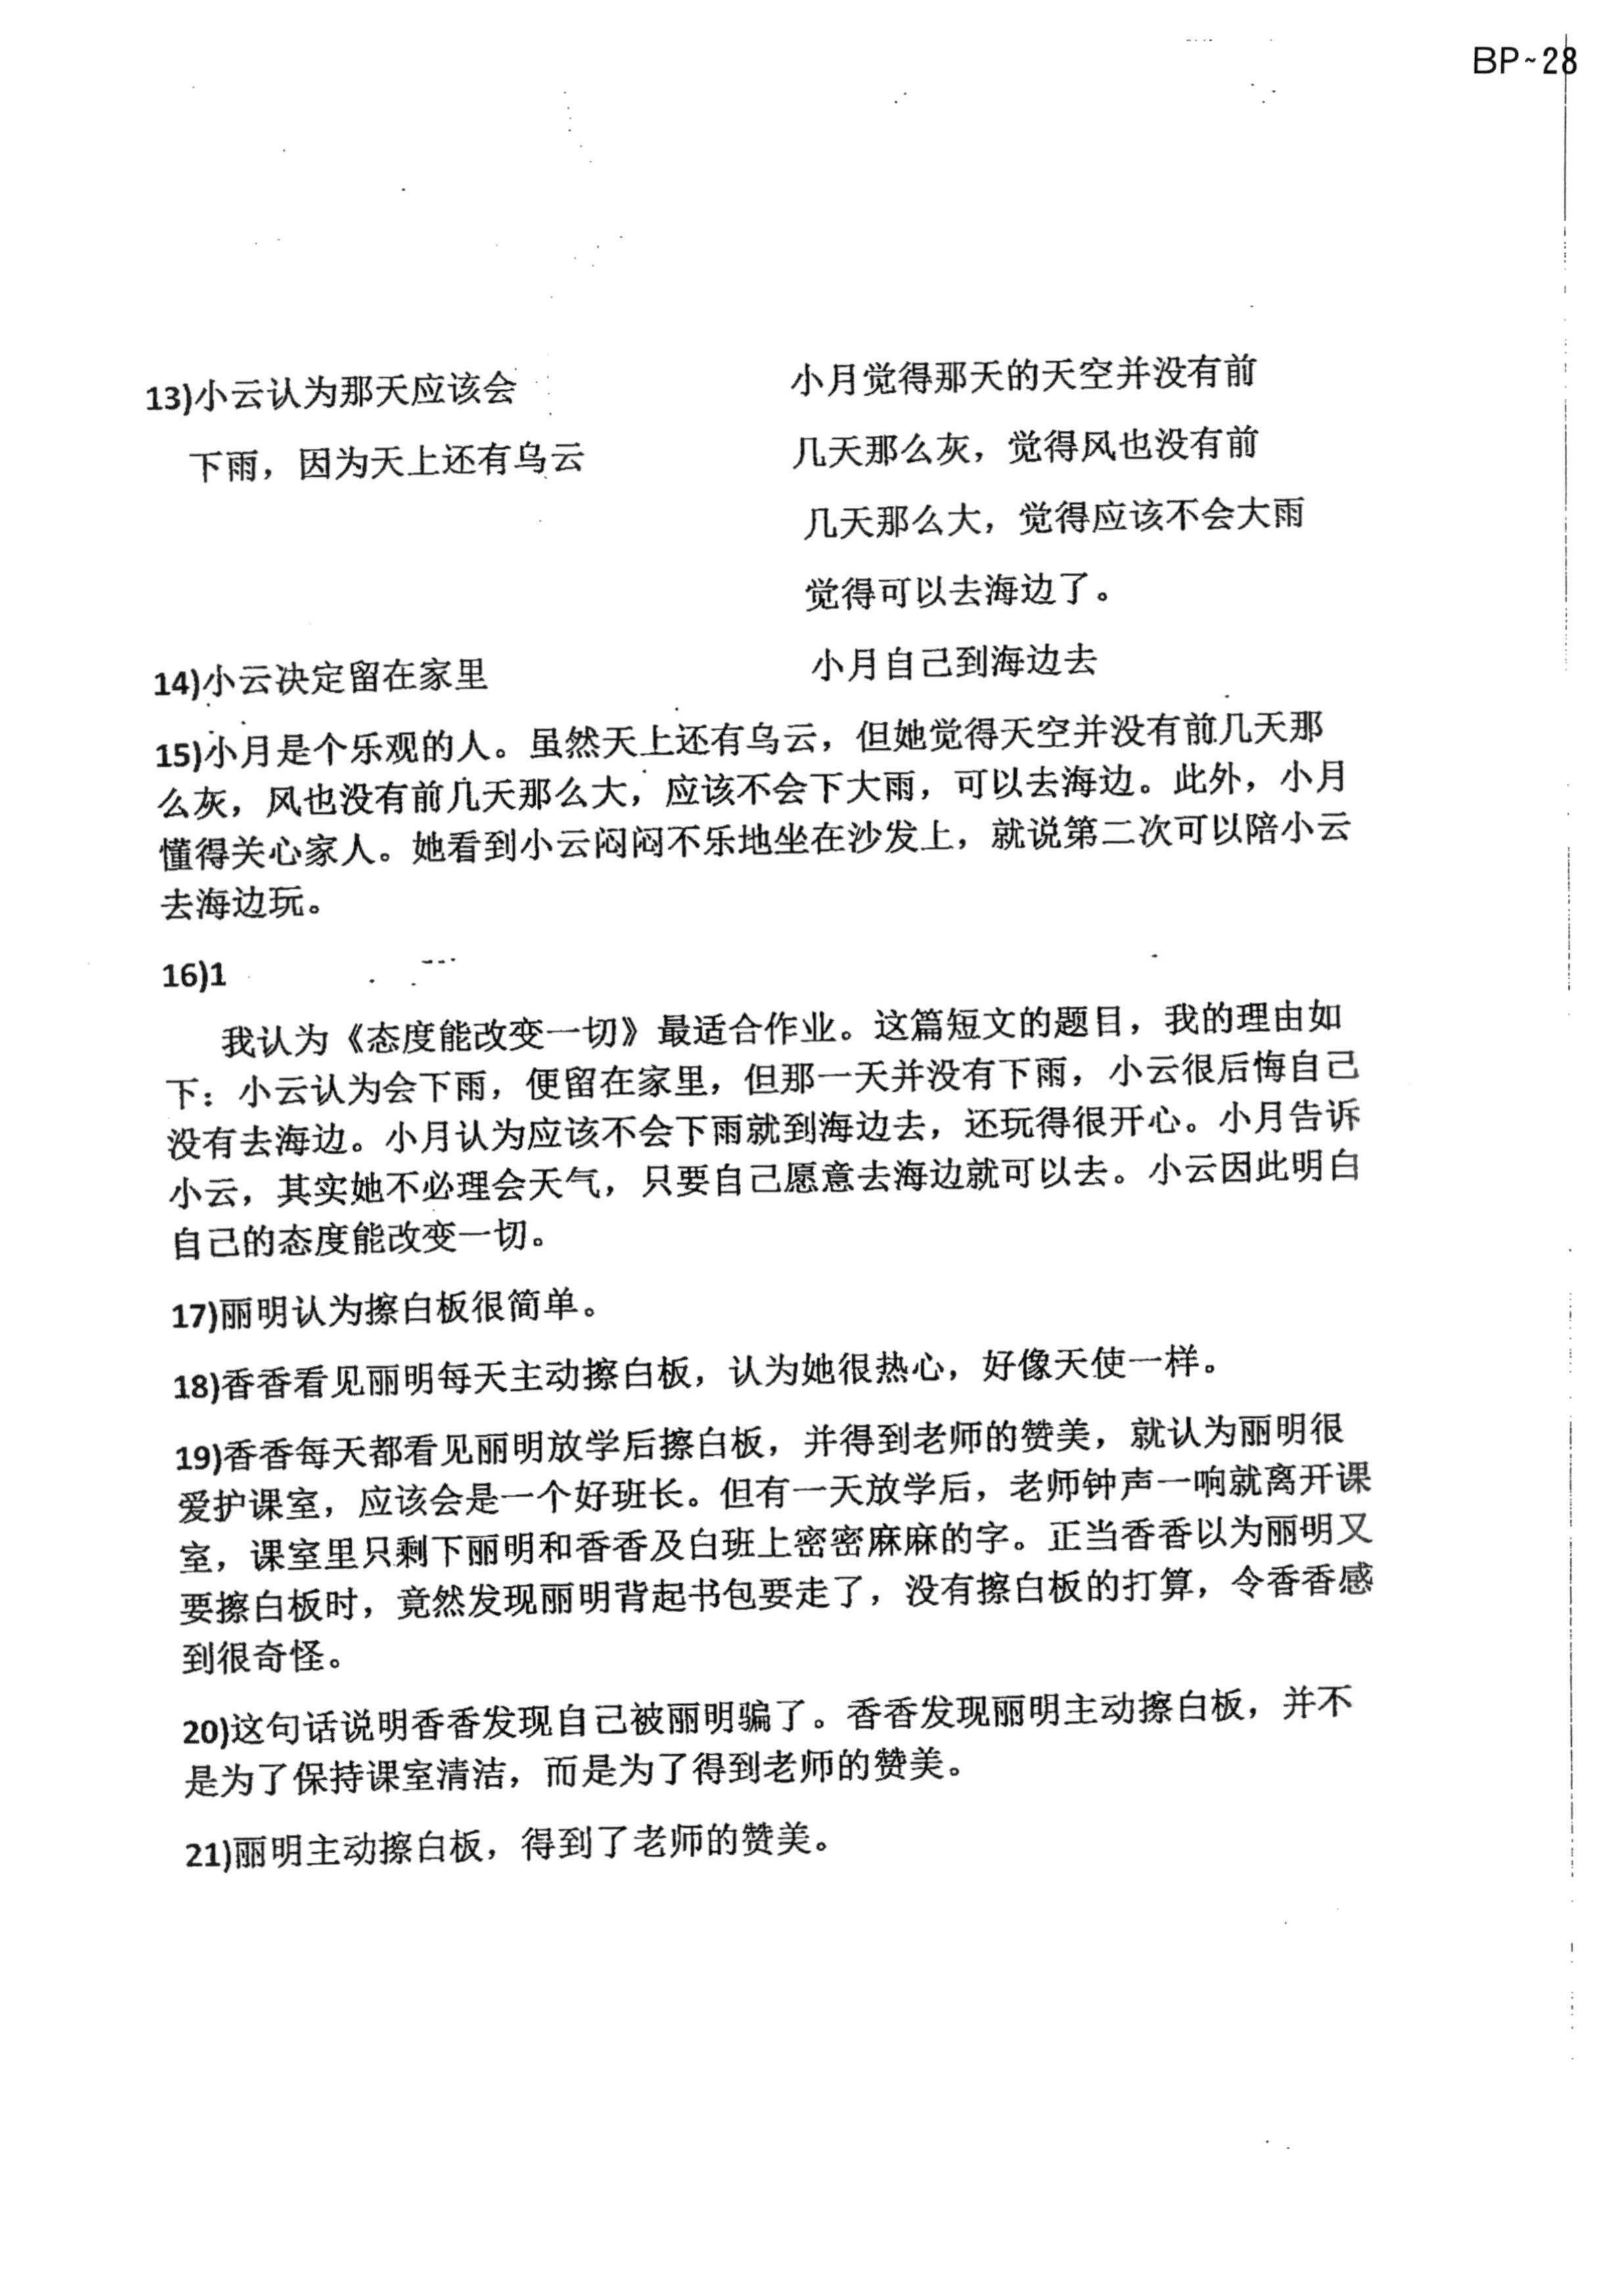 BP~28
13)小云认为那天应该会
下雨，因为天上还有乌云
小月觉得那天的天空并没有前
几天那么灰，觉得风也没有前
几天那么大，觉得应该不会大雨
觉得可以去海边了。
14)小云决定留在家里
小月自己到海边去
15)小月是个乐观的人。虽然天上还有乌云，但她觉得天空并没有前几天那
么灰，风也没有前几天那么大，应该不会下大雨，可以去海边。此外，小月
懂得关心家人。她看到小云闷闷不乐地坐在沙发上，就说第二次可以陪小云
去海边玩。
16)1
我认为《态度能改变一切》最适合作业。这篇短文的题目，我的理由如
下：小云认为会下雨，便留在家里，但那一天并没有下雨，小云很后悔自己
没有去海边。小月认为应该不会下雨就到海边去，还玩得很开心。小月告诉
小云，其实她不必理会天气，只要自己愿意去海边就可以去。小云因此明白
自己的态度能改变一切。
17)丽明认为擦白板很简单。
18)香香看见丽明每天主动擦白板，认为她很热心，好像天使一样。
19)香香每天都看见丽明放学后擦白板，并得到老师的赞美，就认为丽明很
爱护课室，应该会是一个好班长。但有一天放学后，老师钟声一响就离开课
室，课室里只剩下丽明和香香及白班上密密麻麻的字。正当香香以为丽明又
要擦白板时，竟然发现丽明背起书包要走了，没有擦白板的打算，令香香感
到很奇怪。
20)这句话说明香香发现自己被丽明骗了。香香发现丽明主动擦白板，并不
是为了保持课室清洁，而是为了得到老师的赞美。
21)丽明主动擦白板，得到了老师的赞美。